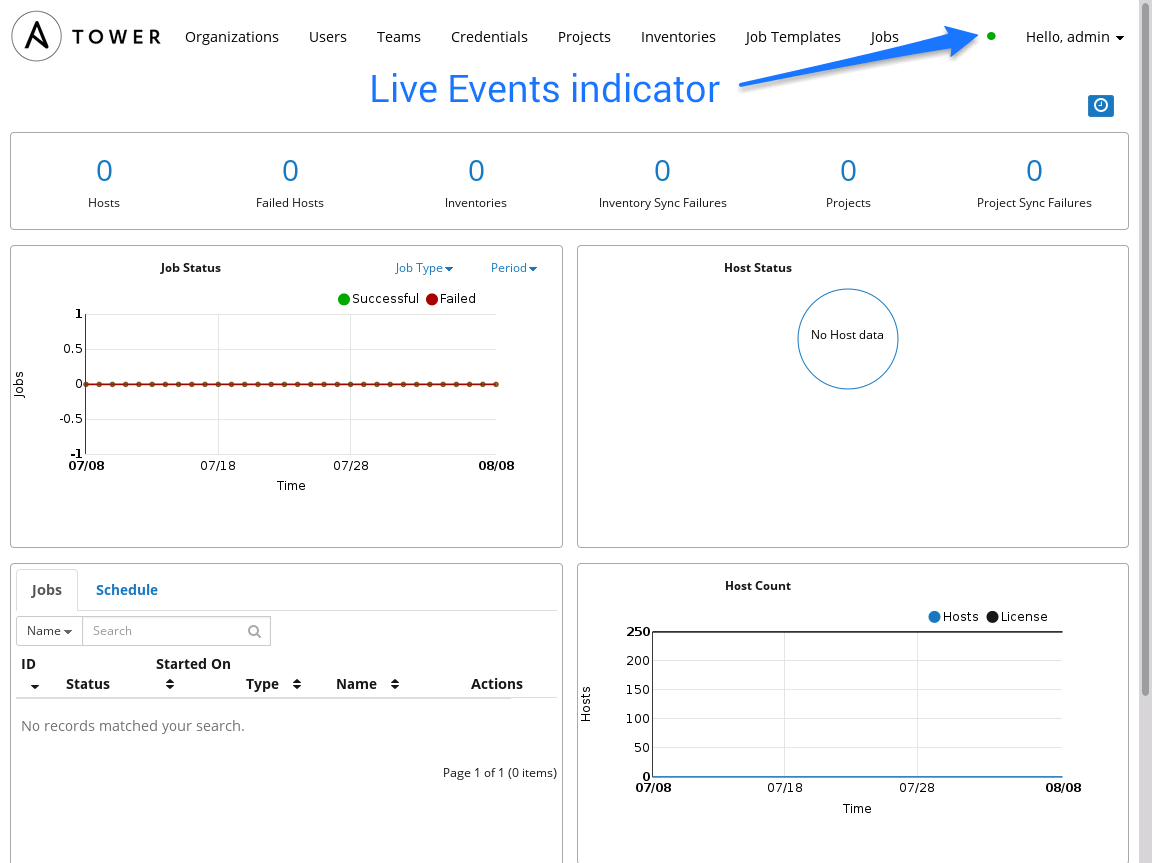 TOWER Organizations Users Teams Credentials Projects Inventories Job Templates Jobs Hello, admin
Live Events indicator
0 0 0 0 0 0
Hosts Failed Hosts Inventories Inventory Sync Failures Projects Project Sync Failures
Job Status Job Type Period
Successful Failed
1
0.5
0
-0.5
-1
Jobs
07/08 07/18 07/28 08/08
Time
Host Status
No Host data
Jobs Schedule
Name Search
ID Status Started On Type Name Actions
No records matched your search.
Page 1 of 1 (0 items)
Host Count
Hosts License
250
200
150
100
50
0
Hosts
07/08 07/18 07/28 08/08
Time